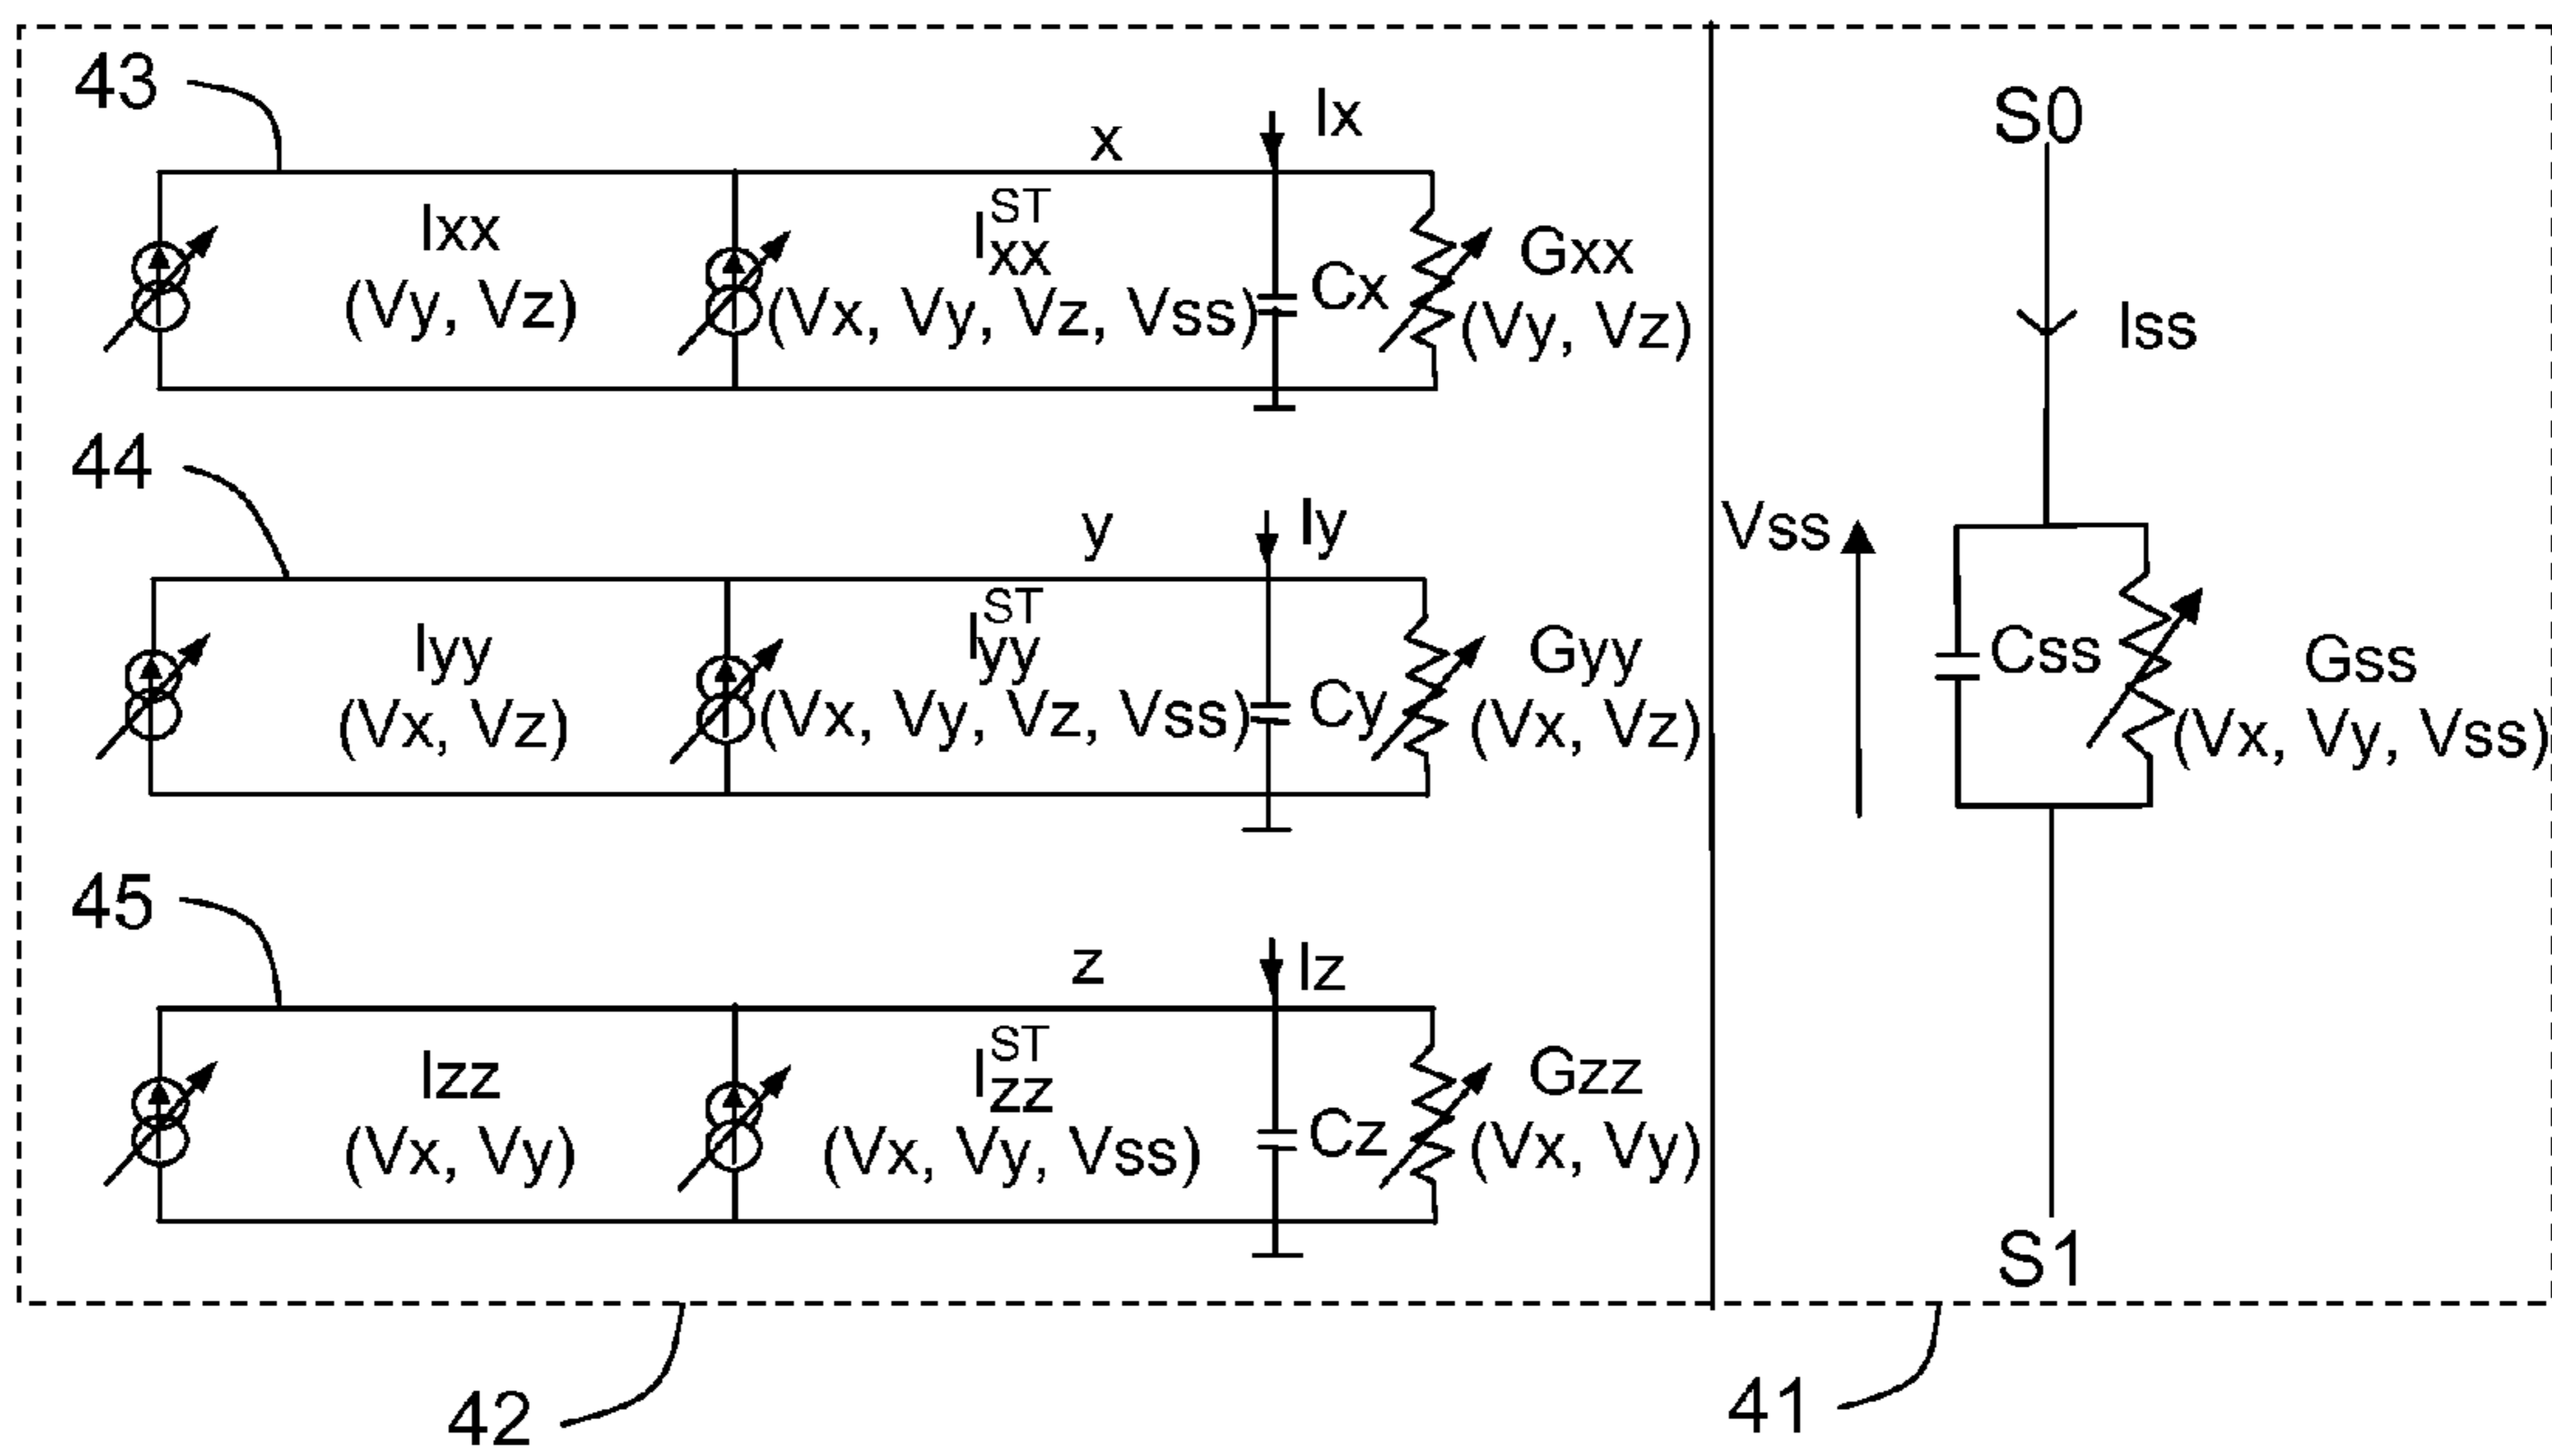 43
x
Ix
Ixx
(Vy, Vz)
I^ST_xx
(Vx, Vy, Vz, Vss)
Cx
Gxx
(Vy, Vz)
44
y
Iy
Iyy
(Vx, Vz)
I^ST_yy
(Vx, Vy, Vz, Vss)
Cy
Gyy
(Vx, Vz)
45
z
Iz
Izz
(Vx, Vy)
I^ST_zz
(Vx, Vy, Vss)
Cz
Gzz
(Vx, Vy)
42
S0
Iss
Vss
Css
Gss
(Vx, Vy, Vss)
S1
41